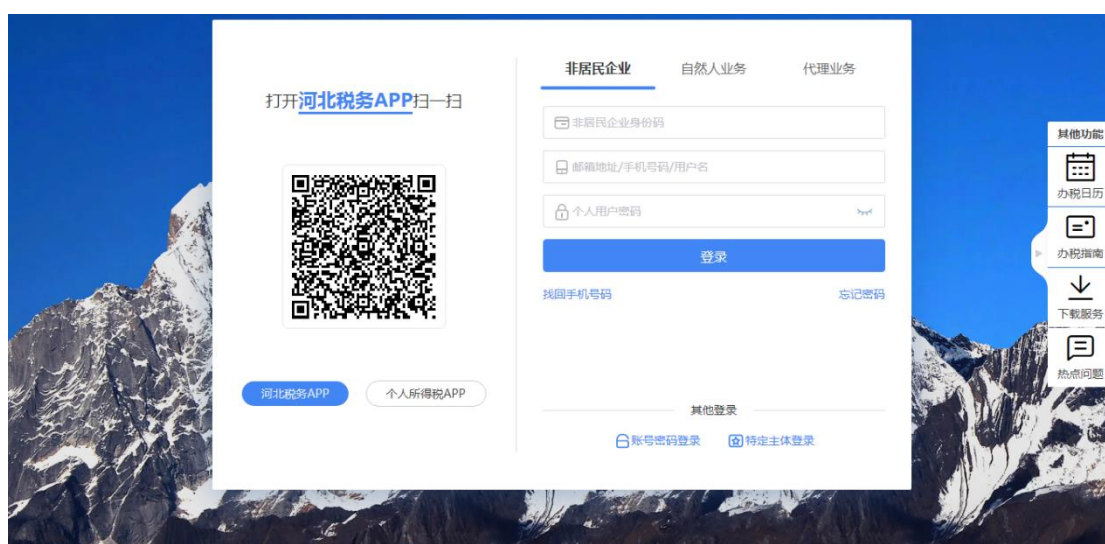 打开河北税务APP扫一扫
河北税务APP
个人所得税APP
非居民企业
自然人业务
代理业务
非居民企业身份码
邮箱地址/手机号码/用户名
个人用户密码
登录
找回手机号码
忘记密码
其他登录
账号密码登录
特定主体登录
其他功能
办税日历
办税指南
下载服务
热点问题